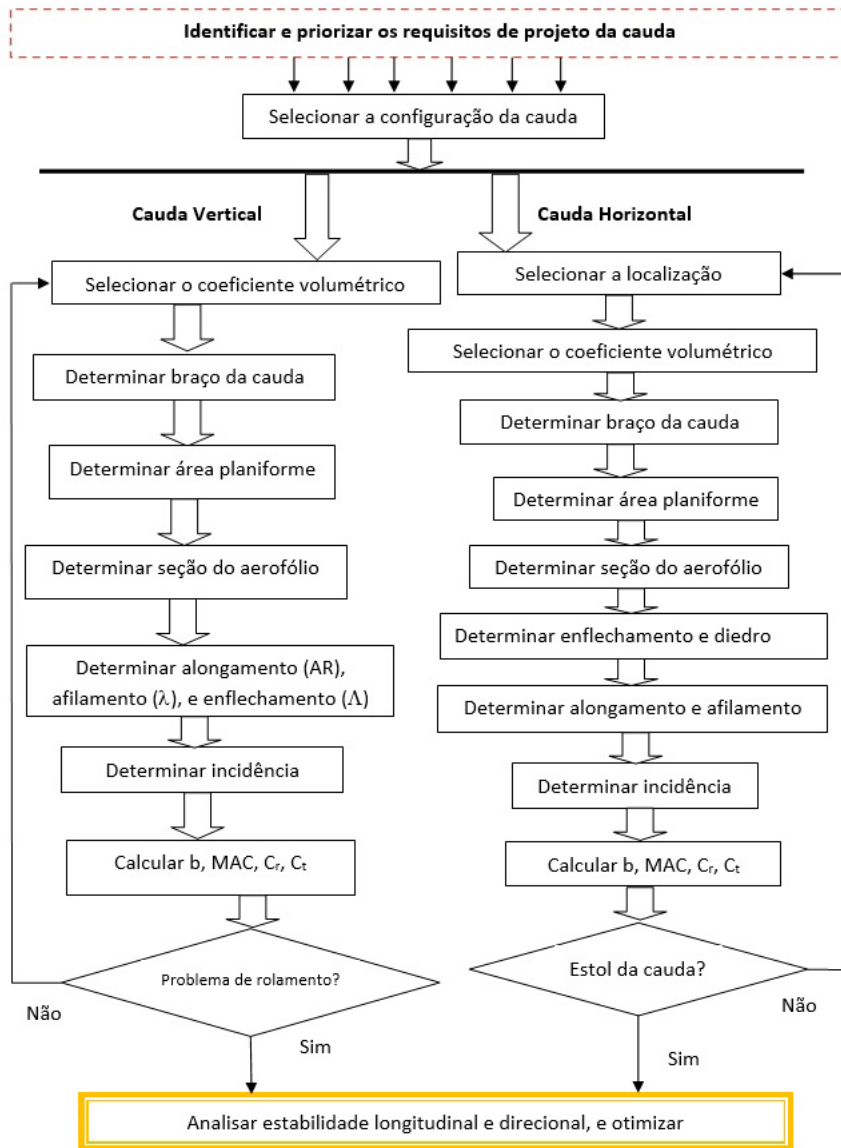 Identificar e priorizar os requisitos de projeto da cauda
Selecionar a configuração da cauda
Cauda Vertical
Selecionar o coeficiente volumétrico
Determinar braço da cauda
Determinar área planiforme
Determinar seção do aerofólio
Determinar alongamento (AR),
afilamento (λ), e enflechamento (Λ)
Determinar incidência
Calcular b, MAC, Cᵣ, Cₜ
Problema de rolamento?
Não
Sim
Cauda Horizontal
Selecionar a localização
Selecionar o coeficiente volumétrico
Determinar braço da cauda
Determinar área planiforme
Determinar seção do aerofólio
Determinar enflechamento e diedro
Determinar alongamento e afilamento
Determinar incidência
Calcular b, MAC, Cᵣ, Cₜ
Estol da cauda?
Não
Sim
Analisar estabilidade longitudinal e direcional, e otimizar